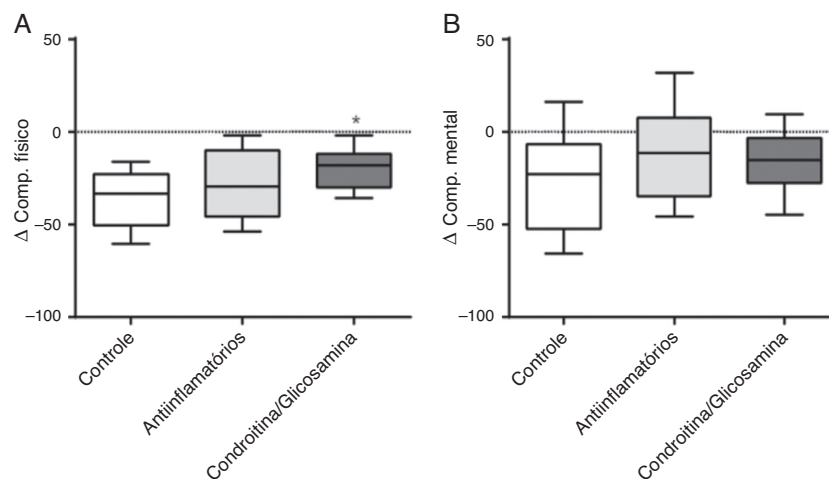 A
50
0
–50
–100
Δ Comp. físico
*
Controle
Antiinflamatórios
Condroitina/Glicosamina
B
50
0
–50
–100
Δ Comp. mental
Controle
Antiinflamatórios
Condroitina/Glicosamina